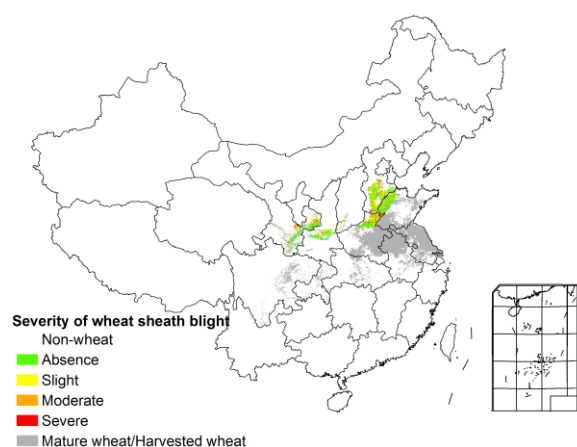 Severity of wheat sheath blight
Non-wheat
Absence
Slight
Moderate
Severe
Mature wheat/Harvested wheat